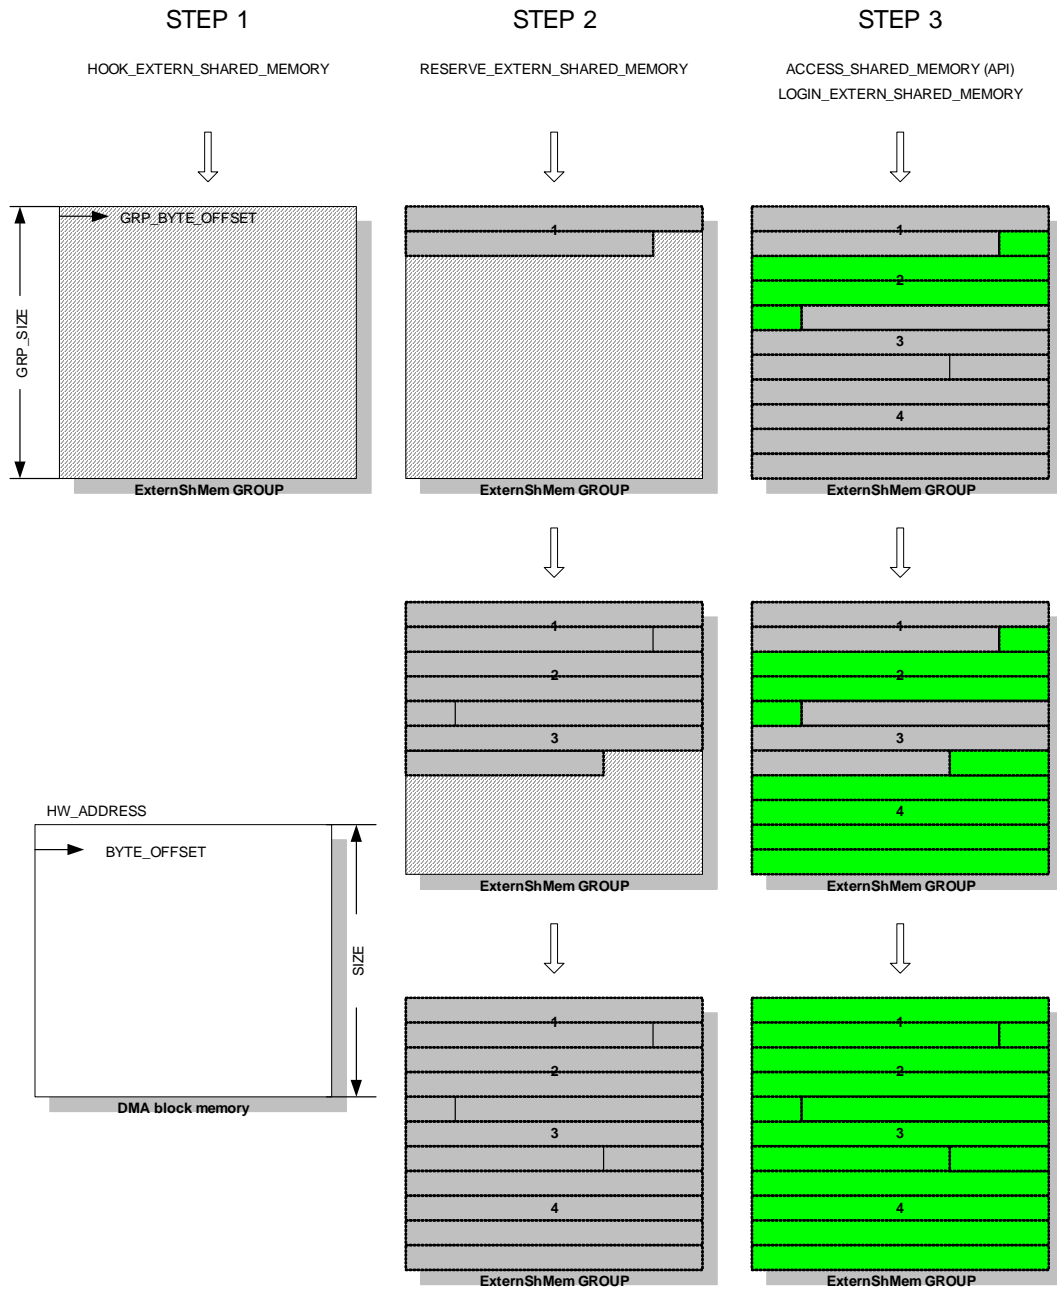 STEP 1
STEP 2
STEP 3
HOOK_EXTERN_SHARED_MEMORY
RESERVE_EXTERN_SHARED_MEMORY
ACCESS_SHARED_MEMORY (API)
LOGIN_EXTERN_SHARED_MEMORY
GRP_BYTE_OFFSET
GRP_SIZE
ExternShMem GROUP
1
ExternShMem GROUP
1
2
3
4
ExternShMem GROUP
1
2
3
ExternShMem GROUP
1
2
3
4
ExternShMem GROUP
HW_ADDRESS
BYTE_OFFSET
SIZE
DMA block memory
1
2
3
4
ExternShMem GROUP
1
2
3
4
ExternShMem GROUP